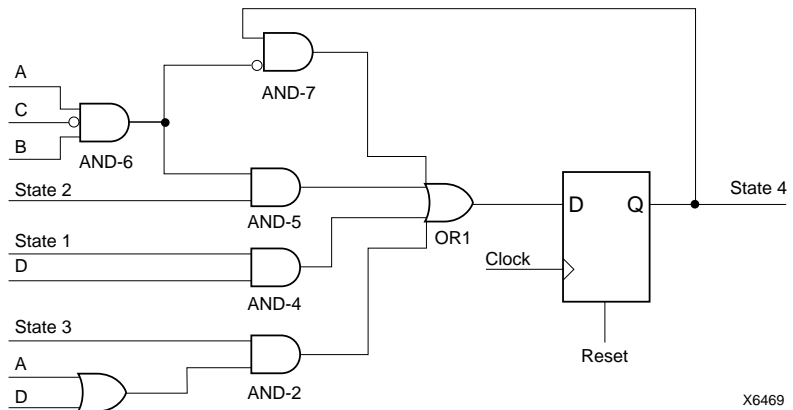 A
AND-7
C
B
AND-6
State 2
AND-5
D Q
State 4
OR1
State 1
D
AND-4
Clock
State 3
Reset
A
AND-2
D
X6469